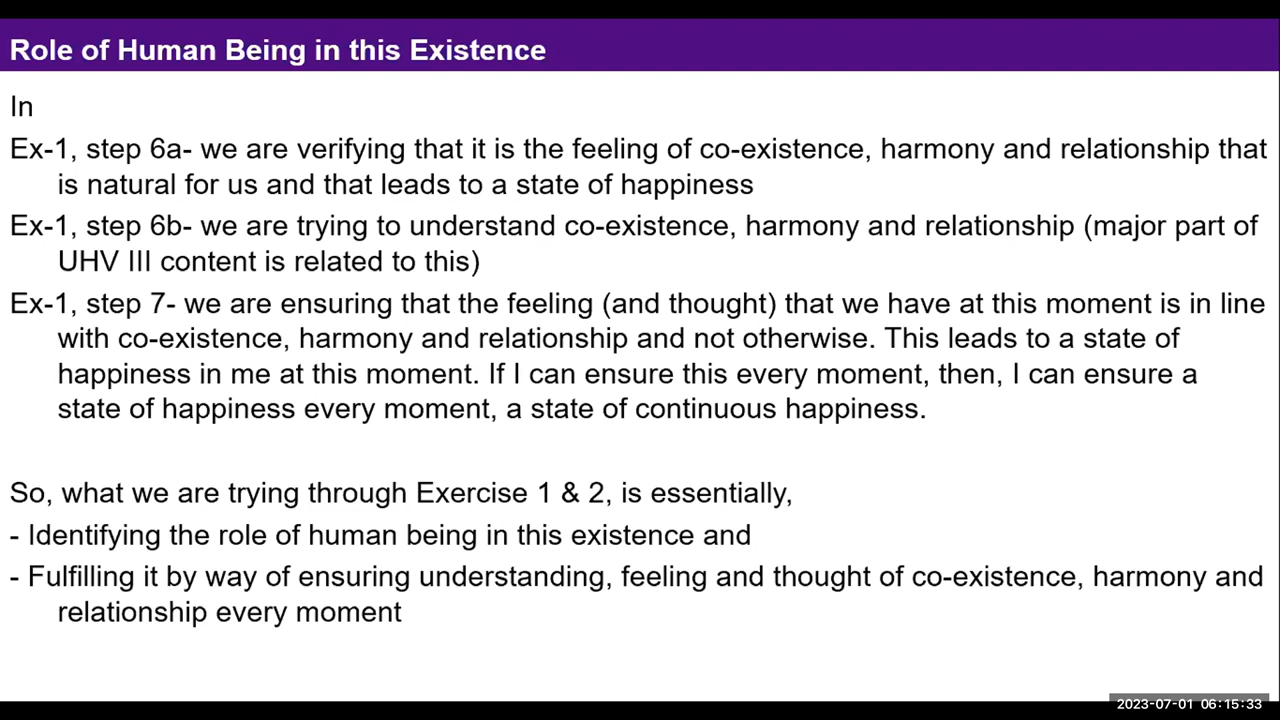 Role of Human Being in this Existence
In
Ex-1, step 6a- we are verifying that it is the feeling of co-existence, harmony and relationship that
is natural for us and that leads to a state of happiness
Ex-1, step 6b- we are trying to understand co-existence, harmony and relationship (major part of
UHV III content is related to this)
Ex-1, step 7- we are ensuring that the feeling (and thought) that we have at this moment is in line
with co-existence, harmony and relationship and not otherwise. This leads to a state of
happiness in me at this moment. If I can ensure this every moment, then, I can ensure a
state of happiness every moment, a state of continuous happiness.
So, what we are trying through Exercise 1 & 2, is essentially,
- Identifying the role of human being in this existence and
- Fulfilling it by way of ensuring understanding, feeling and thought of co-existence, harmony and
relationship every moment
2023-07-01 06:15:33